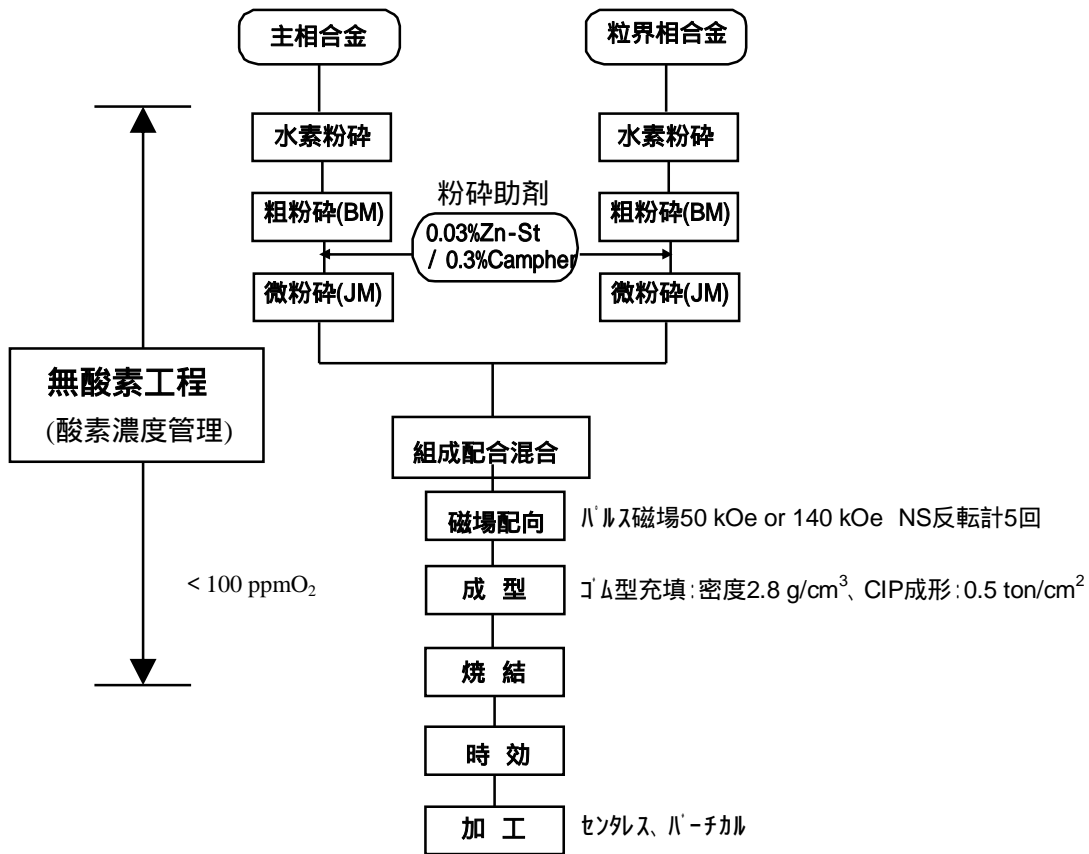 主相合金
粒界相合金
水素粉砕
水素粉砕
粉砕助剤
粗粉砕(BM)
0.03%Zn-St
/ 0.3%Campher
粗粉砕(BM)
微粉砕(JM)
微粉砕(JM)
無酸素工程
(酸素濃度管理)
組成配合混合
磁場配向 パルス磁場50 kOe or 140 kOe NS反転計5回
< 100 ppmO₂
成 型 ゴム型充填:密度2.8 g/cm³、CIP成形:0.5 ton/cm²
焼 結
時 効
加 工 センタレス、バーチカル